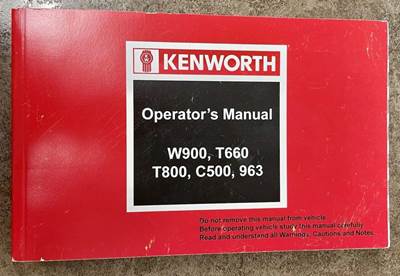 KENWORTH
Operator's Manual
W900, T660
T800, C500, 963
Do not remove this manual from vehicle.
Before operating vehicle study this manual carefully.
Read and understand all Warnings, Cautions and Notes.